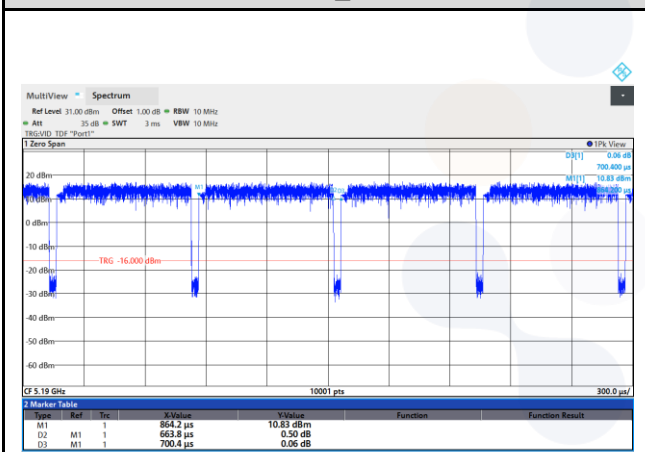 MultiView Spectrum
Ref Level 31.00 dBm Offset 1.00 dB RBW 10 MHz
Att 35 dB SWT 3 ms VBW 10 MHz
TRG:VID TDF "Port1"
1 Zero Span 1Pk View
D3[1] 0.06 dB
700.400 µs
M1[1] 10.83 dBm
20 dBm
M1
0 dBm
-10 dBm
TRG -16.000 dBm
-20 dBm
-30 dBm
-40 dBm
-50 dBm
-60 dBm
CF 5.19 GHz 10001 pts 300.0 µs/
2 Marker Table
Type Ref Trc X-Value Y-Value Function Function Result
M1 1 864.2 µs 10.83 dBm
D2 M1 1 663.8 µs 0.50 dB
D3 M1 1 700.4 µs 0.06 dB